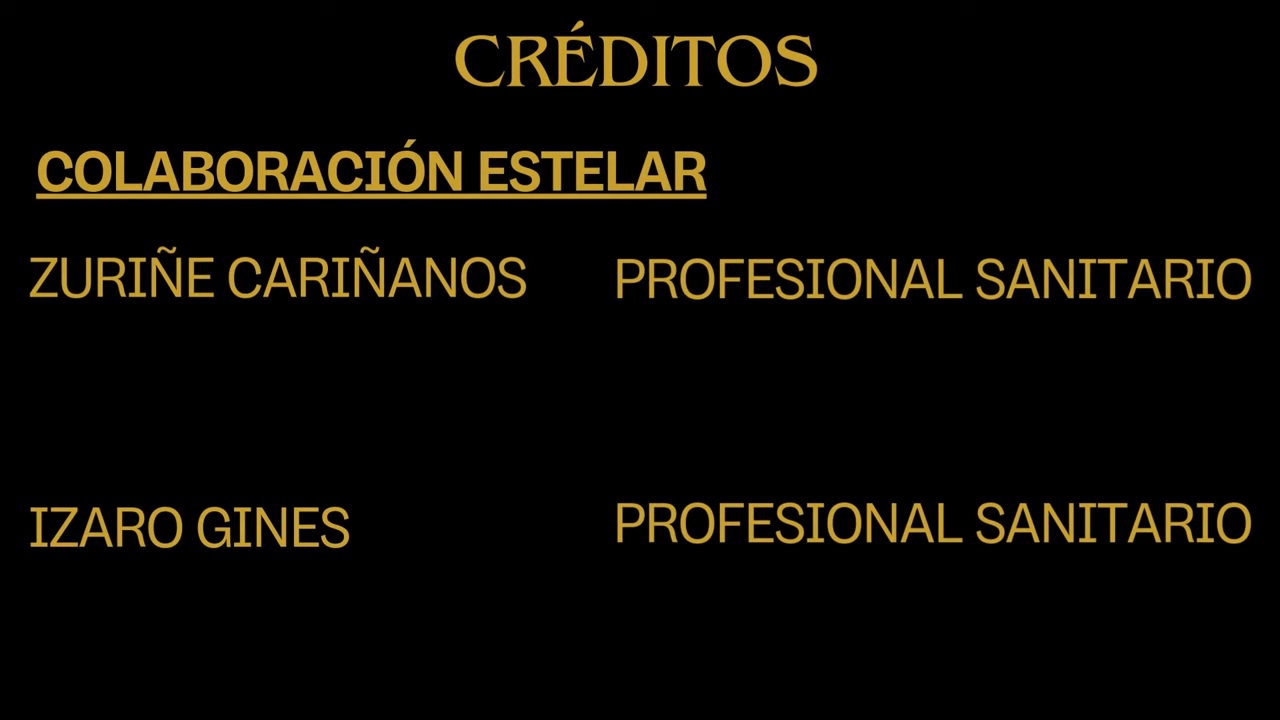 CRÉDITOS
COLABORACIÓN ESTELAR
ZURIÑE CARIÑANOS PROFESIONAL SANITARIO
IZARO GINES PROFESIONAL SANITARIO